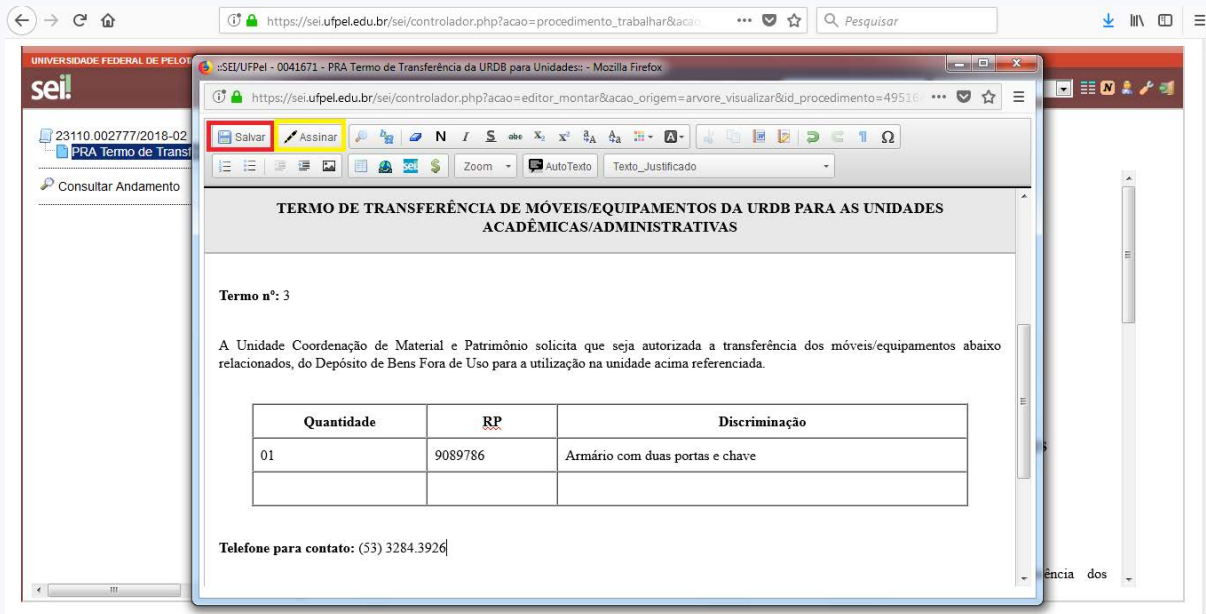 https://sei.ufpel.edu.br/sei/controlador.php?acao=procedimento_trabalhar&acao_
Pesquisar
UNIVERSIDADE FEDERAL DE PELOT
sei!
::SEI/UFPel - 0041671 - PRA Termo de Transferência da URDB para Unidades:: - Mozilla Firefox
https://sei.ufpel.edu.br/sei/controlador.php?acao=editor_montar&acao_origem=arvore_visualizar&id_procedimento=49516
23110.002777/2018-02
PRA Termo de Transf
Consultar Andamento
Salvar Assinar N I S abc X₂ x² N
Zoom AutoTexto Texto_Justificado
TERMO DE TRANSFERÊNCIA DE MÓVEIS/EQUIPAMENTOS DA URDB PARA AS UNIDADES
ACADÊMICAS/ADMINISTRATIVAS
Termo nº: 3
A Unidade Coordenação de Material e Patrimônio solicita que seja autorizada a transferência dos móveis/equipamentos abaixo
relacionados, do Depósito de Bens Fora de Uso para a utilização na unidade acima referenciada.
Quantidade RP Discriminação
01 9089786 Armário com duas portas e chave
Telefone para contato: (53) 3284.3926
ência dos